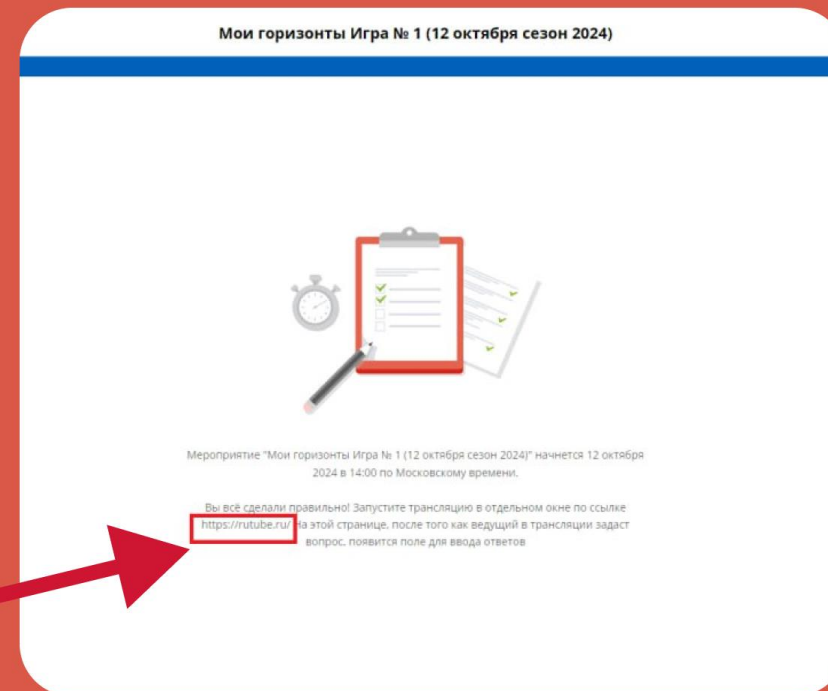 Мои горизонты Игра № 1 (12 октября сезон 2024)
Мероприятие "Мои горизонты Игра № 1 (12 октября сезон 2024)" начнется 12 октября
2024 в 14:00 по Московскому времени.
Вы всё сделали правильно! Запустите трансляцию в отдельном окне по ссылке
https://rutube.ru/ На этой странице, после того как ведущий в трансляции задаст
вопрос, появится поле для ввода ответов